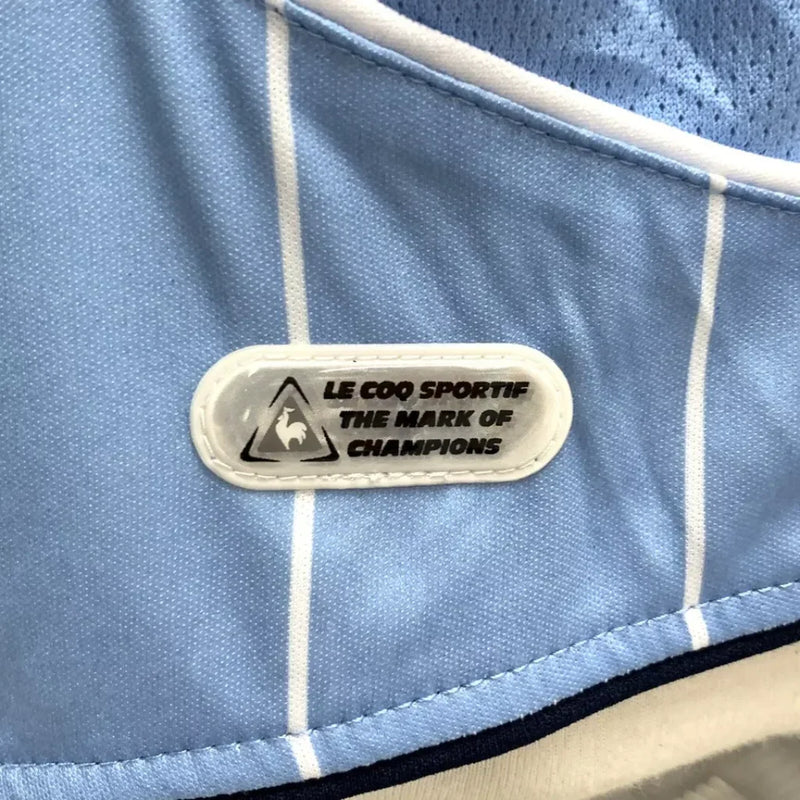 LE COQ SPORTIF
THE MARK OF
CHAMPIONS